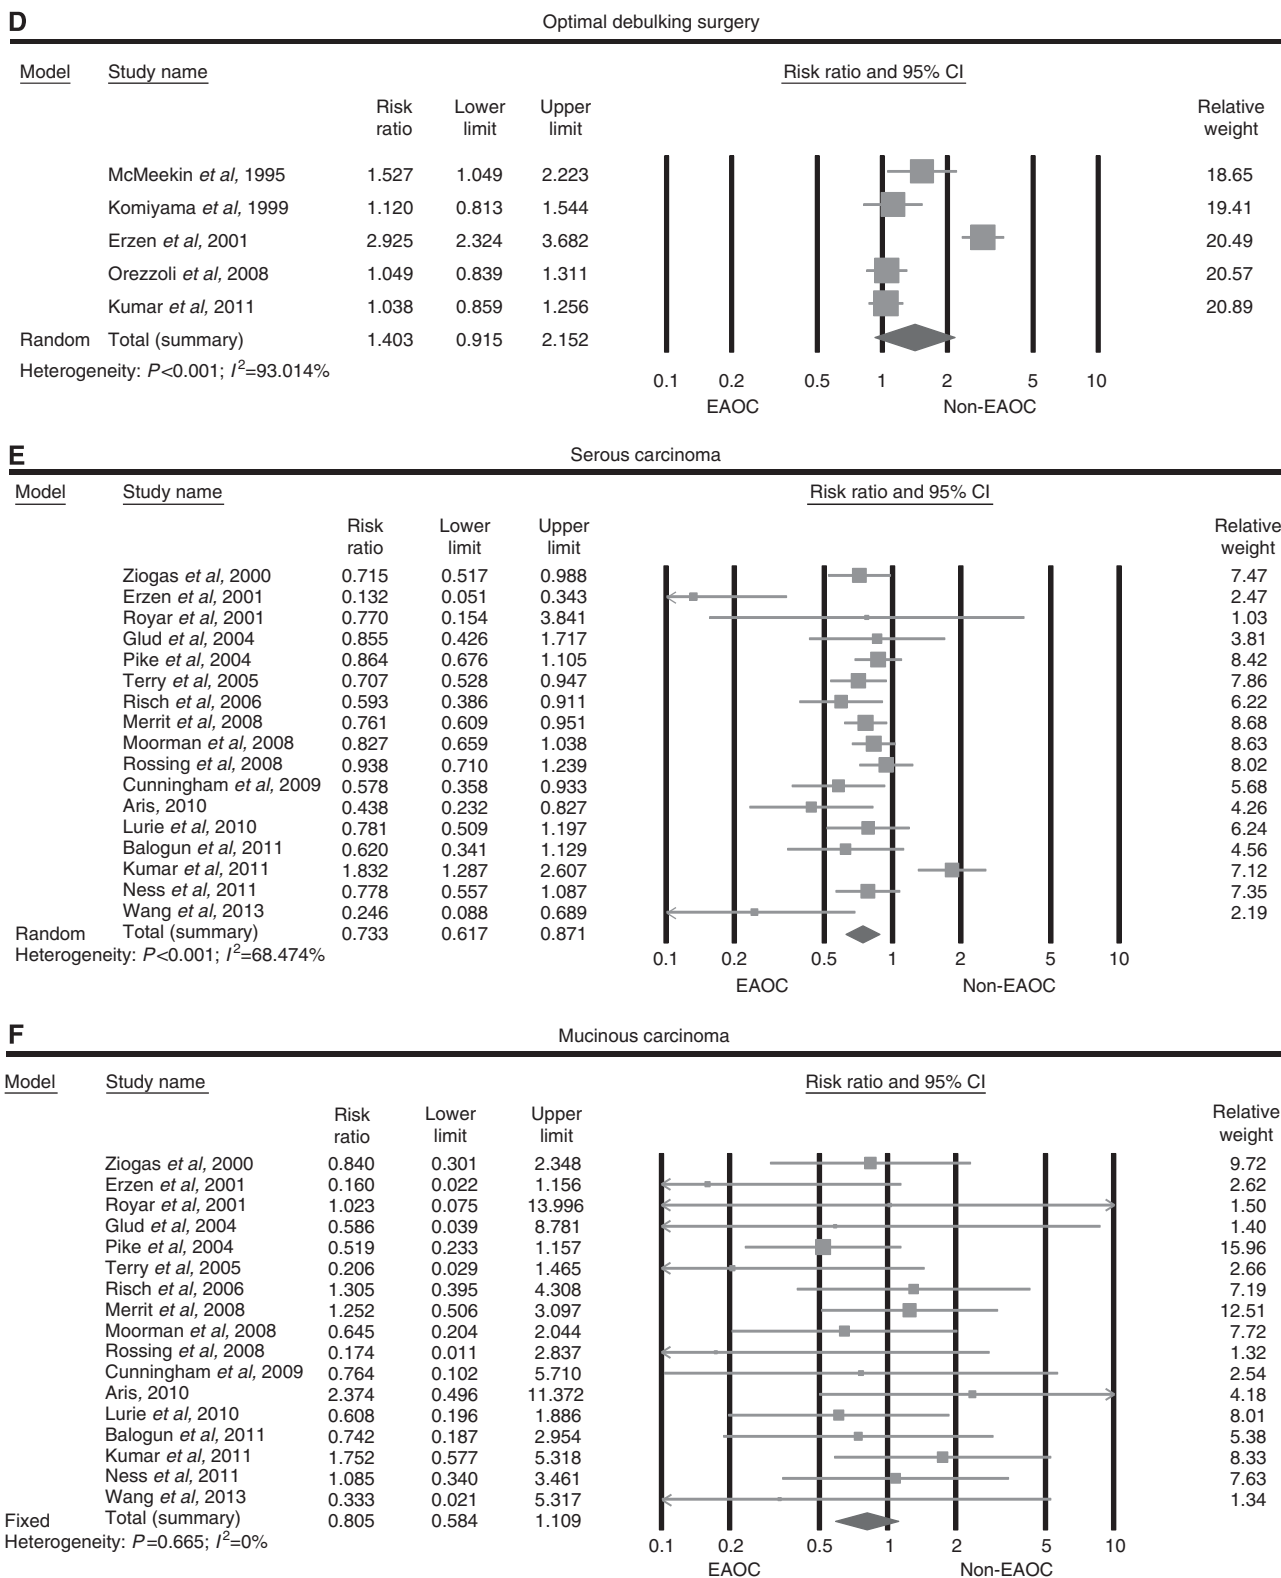 D Optimal debulking surgery
Model Study name Risk ratio and 95% CI
Risk ratio Lower limit Upper limit Relative weight
McMeekin et al, 1995 1.527 1.049 2.223 18.65
Komiyama et al, 1999 1.120 0.813 1.544 19.41
Erzen et al, 2001 2.925 2.324 3.682 20.49
Orezzoli et al, 2008 1.049 0.839 1.311 20.57
Kumar et al, 2011 1.038 0.859 1.256 20.89
Random Total (summary) 1.403 0.915 2.152
Heterogeneity: P<0.001; I2=93.014%
0.1 0.2 0.5 1 2 5 10
EAOC Non-EAOC
E Serous carcinoma
Model Study name Risk ratio and 95% CI
Risk ratio Lower limit Upper limit Relative weight
Ziogas et al, 2000 0.715 0.517 0.988 7.47
Erzen et al, 2001 0.132 0.051 0.343 2.47
Royar et al, 2001 0.770 0.154 3.841 1.03
Glud et al, 2004 0.855 0.426 1.717 3.81
Pike et al, 2004 0.864 0.676 1.105 8.42
Terry et al, 2005 0.707 0.528 0.947 7.86
Risch et al, 2006 0.593 0.386 0.911 6.22
Merrit et al, 2008 0.761 0.609 0.951 8.68
Moorman et al, 2008 0.827 0.659 1.038 8.63
Rossing et al, 2008 0.938 0.710 1.239 8.02
Cunningham et al, 2009 0.578 0.358 0.933 5.68
Aris, 2010 0.438 0.232 0.827 4.26
Lurie et al, 2010 0.781 0.509 1.197 6.24
Balogun et al, 2011 0.620 0.341 1.129 4.56
Kumar et al, 2011 1.832 1.287 2.607 7.12
Ness et al, 2011 0.778 0.557 1.087 7.35
Wang et al, 2013 0.246 0.088 0.689 2.19
Random Total (summary) 0.733 0.617 0.871
Heterogeneity: P<0.001; I2=68.474%
0.1 0.2 0.5 1 2 5 10
EAOC Non-EAOC
F Mucinous carcinoma
Model Study name Risk ratio and 95% CI
Risk ratio Lower limit Upper limit Relative weight
Ziogas et al, 2000 0.840 0.301 2.348 9.72
Erzen et al, 2001 0.160 0.022 1.156 2.62
Royar et al, 2001 1.023 0.075 13.996 1.50
Glud et al, 2004 0.586 0.039 8.781 1.40
Pike et al, 2004 0.519 0.233 1.157 15.96
Terry et al, 2005 0.206 0.029 1.465 2.66
Risch et al, 2006 1.305 0.395 4.308 7.19
Merrit et al, 2008 1.252 0.506 3.097 12.51
Moorman et al, 2008 0.645 0.204 2.044 7.72
Rossing et al, 2008 0.174 0.011 2.837 1.32
Cunningham et al, 2009 0.764 0.102 5.710 2.54
Aris, 2010 2.374 0.496 11.372 4.18
Lurie et al, 2010 0.608 0.196 1.886 8.01
Balogun et al, 2011 0.742 0.187 2.954 5.38
Kumar et al, 2011 1.752 0.577 5.318 8.33
Ness et al, 2011 1.085 0.340 3.461 7.63
Wang et al, 2013 0.333 0.021 5.317 1.34
Fixed Total (summary) 0.805 0.584 1.109
Heterogeneity: P=0.665; I2=0%
0.1 0.2 0.5 1 2 5 10
EAOC Non-EAOC